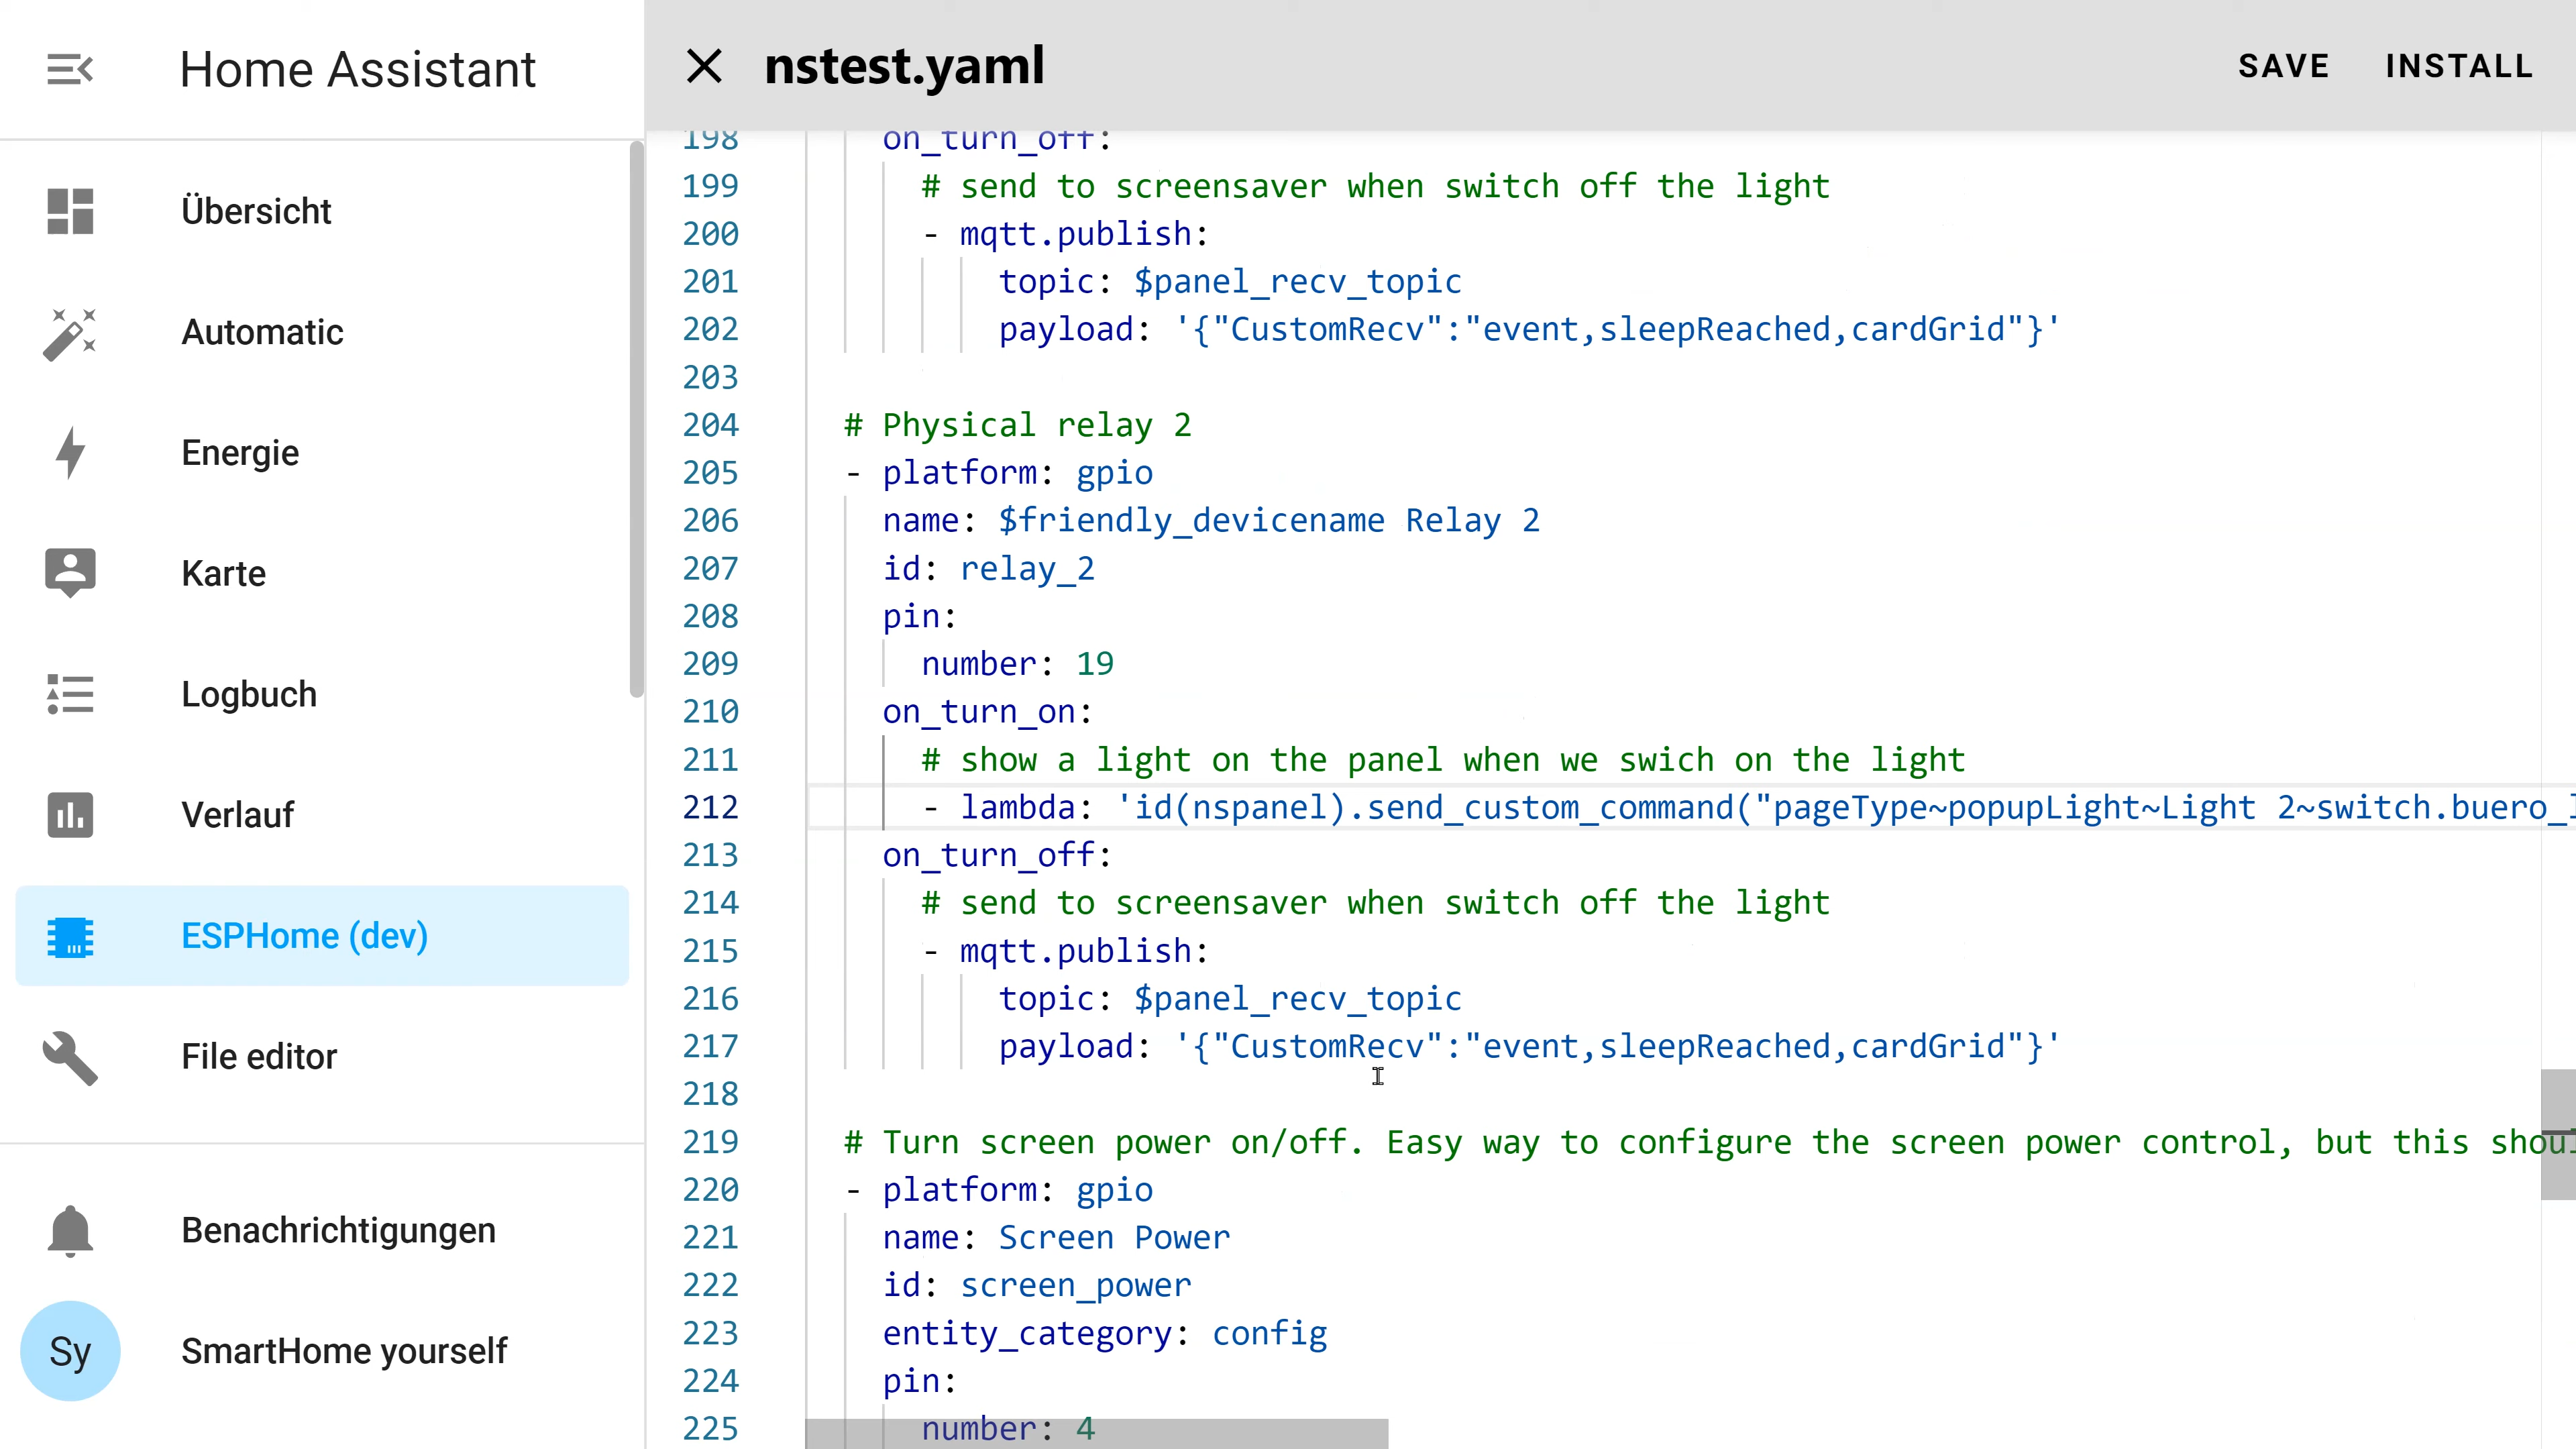 Home Assistant
Übersicht
Automatic
Energie
Karte
Logbuch
Verlauf
ESPHome (dev)
File editor
Benachrichtigungen
Sy
SmartHome yourself
nstest.yaml
SAVE INSTALL
198 on_turn_off:
199 # send to screensaver when switch off the light
200 - mqtt.publish:
201 topic: $panel_recv_topic
202 payload: '{"CustomRecv":"event,sleepReached,cardGrid"}'
203
204 # Physical relay 2
205 - platform: gpio
206 name: $friendly_devicename Relay 2
207 id: relay_2
208 pin:
209 number: 19
210 on_turn_on:
211 # show a light on the panel when we swich on the light
212 - lambda: 'id(nspanel).send_custom_command("pageType~popupLight~Light 2~switch.buero_
213 on_turn_off:
214 # send to screensaver when switch off the light
215 - mqtt.publish:
216 topic: $panel_recv_topic
217 payload: '{"CustomRecv":"event,sleepReached,cardGrid"}'
218
219 # Turn screen power on/off. Easy way to configure the screen power control, but this shou
220 - platform: gpio
221 name: Screen Power
222 id: screen_power
223 entity_category: config
224 pin:
225 number: 4